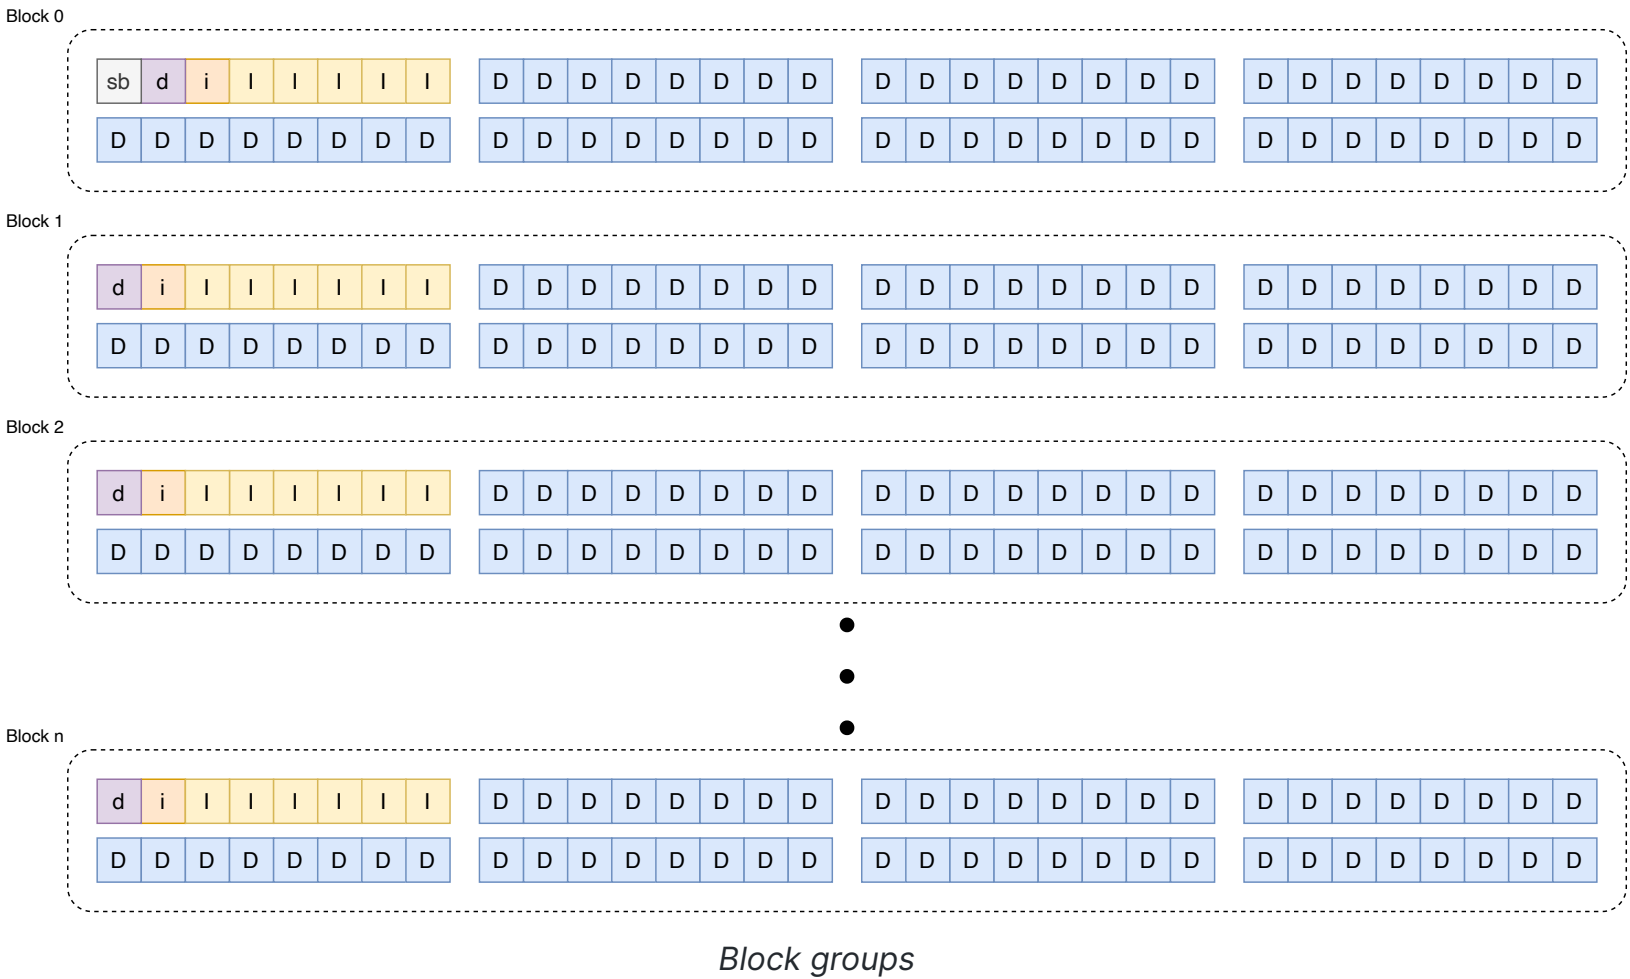 Block 0
sb d i I I I I I D D D D D D D D D D D D D D D D D D D D D D D D
D D D D D D D D D D D D D D D D D D D D D D D D D D D D D D D D
Block 1
d i I I I I I I D D D D D D D D D D D D D D D D D D D D D D D D
D D D D D D D D D D D D D D D D D D D D D D D D D D D D D D D D
Block 2
d i I I I I I I D D D D D D D D D D D D D D D D D D D D D D D D
D D D D D D D D D D D D D D D D D D D D D D D D D D D D D D D D
Block n
d i I I I I I I D D D D D D D D D D D D D D D D D D D D D D D D
D D D D D D D D D D D D D D D D D D D D D D D D D D D D D D D D
Block groups